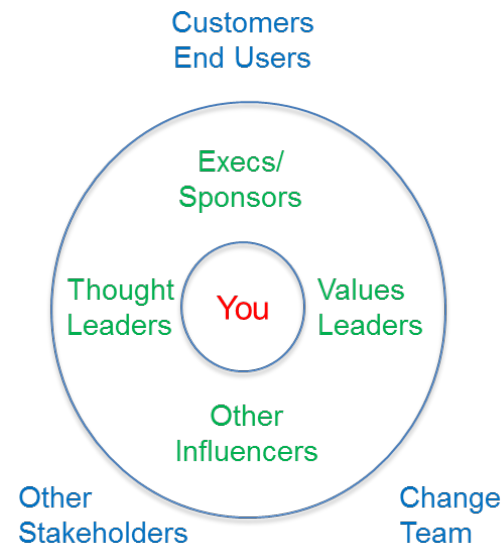 Customers
End Users
Execs/
Sponsors
Thought
Leaders
You
Values
Leaders
Other
Influencers
Other
Stakeholders
Change
Team